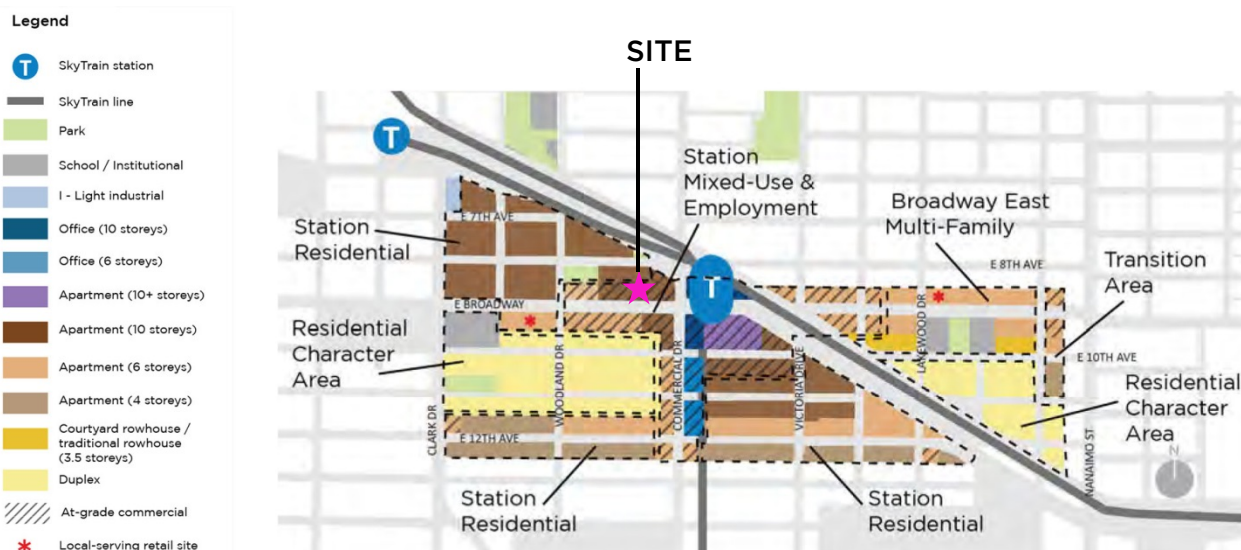 Legend
T
SkyTrain station
SkyTrain line
Park
School / Institutional
I - Light industrial
Office (10 storeys)
Office (6 storeys)
Apartment (10+ storeys)
Apartment (10 storeys)
Apartment (6 storeys)
Apartment (4 storeys)
Courtyard rowhouse /
traditional rowhouse
(3.5 storeys)
Duplex
At-grade commercial
Local-serving retail site
SITE
T
Station
Mixed-Use &
Employment
Broadway East
Multi-Family
Station
Residential
E 7TH AVE
E 8TH AVE
Transition
Area
T
E BROADWAY
Residential
Character
Area
WOODLAND DR
COMMERCIAL DR
VICTORIA DRIVE
LAKEWOOD DR
E 10TH AVE
Residential
Character
Area
CLARK DR
E 12TH AVE
NANAIMO ST
N
Station
Residential
Station
Residential